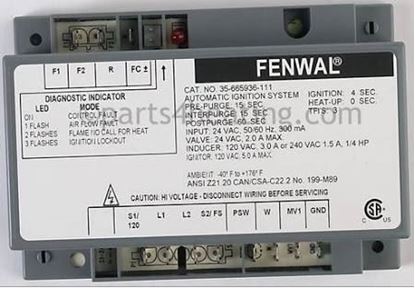 F1 F2 R FC ±
FENWAL®
DIAGNOSTIC INDICATOR
LED MODE
ON CONTROL FAULT
1 FLASH AIR FLOW FAULT
2 FLASHES FLAME NO CALL FOR HEAT
3 FLASHES IGNITION LOCKOUT
CAT. NO. 35-665936-111
AUTOMATIC IGNITION SYSTEM IGNITION: 4 SEC.
PRE-PURGE: 15 SEC HEAT-UP: 0 SEC.
INTERPURGE: 15 SEC TFIS: 3
POSTPURGE: 60 SEC
INPUT: 24 VAC, 50/60 Hz, 300 mA
VALVE: 24 VAC, 2.0 A MAX.
INDUCER: 120 VAC, 3.0 A or 240 VAC 1.5 A, 1/4 HP
IGNITOR: 120 VAC, 5.0 A MAX.
AMBIENT -40° F to +176° F
ANSI Z21.20 CAN/CSA-C22.2 No. 199-M89
CAUTION: HI VOLTAGE - DISCONNECT WIRING BEFORE SERVICING
S1/ 120 L1 L2 S2/ FS PSW W MV1 GND